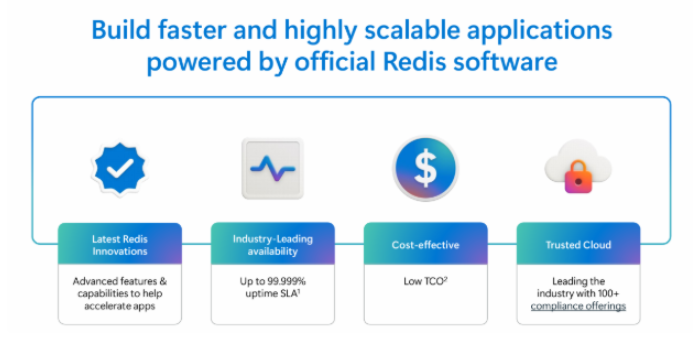 Build faster and highly scalable applications
powered by official Redis software
$
Latest Redis
Innovations
Advanced features &
capabilities to help
accelerate apps
Industry-Leading
availability
Up to 99.999%
uptime SLA¹
Cost-effective
Low TCO²
Trusted Cloud
Leading the
industry with 100+
compliance offerings